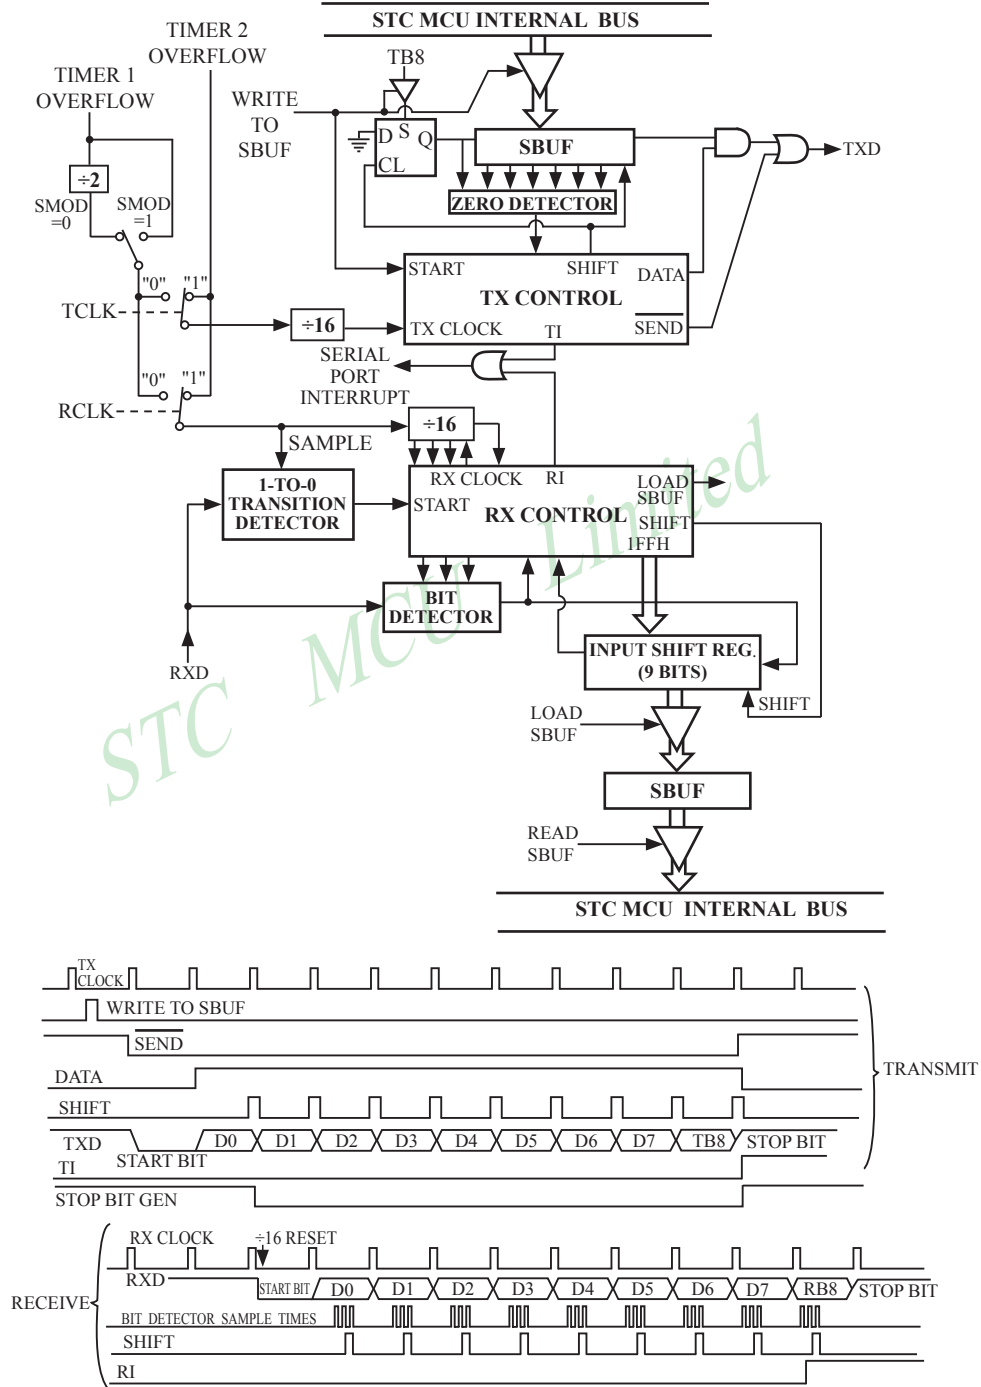 STC MCU INTERNAL BUS
TIMER 2
OVERFLOW
TIMER 1
OVERFLOW
TB8
WRITE
TO
SBUF
D
S
Q
CL
SBUF
TXD
÷2
SMOD
=0
SMOD
=1
ZERO DETECTOR
START
SHIFT
DATA
TX CONTROL
"0"
"1"
TCLK
÷16
TX CLOCK
TI
SEND
SERIAL
PORT
INTERRUPT
"0"
"1"
RCLK
÷16
SAMPLE
RX CLOCK
RI
LOAD
SBUF
1-TO-0
TRANSITION
DETECTOR
START
RX CONTROL
SHIFT
1FFH
BIT
DETECTOR
RXD
INPUT SHIFT REG.
(9 BITS)
SHIFT
LOAD
SBUF
SBUF
READ
SBUF
STC MCU INTERNAL BUS
STC MCU Limited
TX
CLOCK
WRITE TO SBUF
SEND
DATA
TRANSMIT
SHIFT
TXD
START BIT
D0 D1 D2 D3 D4 D5 D6 D7 TB8 STOP BIT
TI
STOP BIT GEN
RX CLOCK
÷16 RESET
RXD
START BIT D0 D1 D2 D3 D4 D5 D6 D7 RB8 STOP BIT
RECEIVE
BIT DETECTOR SAMPLE TIMES
SHIFT
RI